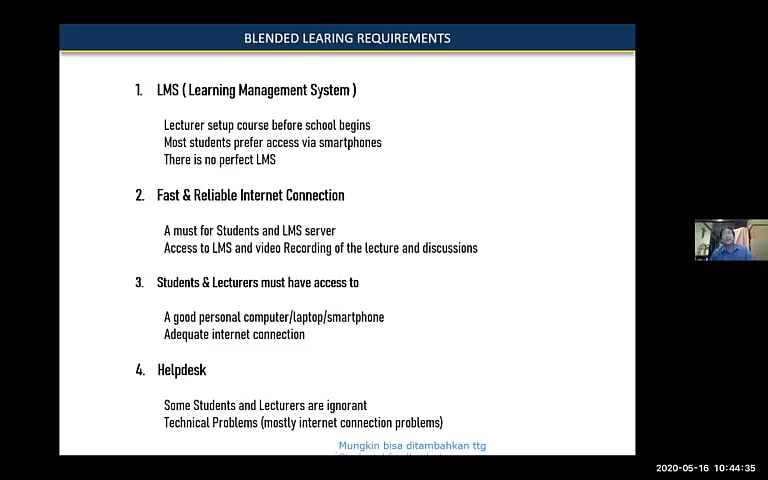 BLENDED LEARING REQUIREMENTS
1. LMS ( Learning Management System )
Lecturer setup course before school begins
Most students prefer access via smartphones
There is no perfect LMS
2. Fast & Reliable Internet Connection
A must for Students and LMS server
Access to LMS and video Recording of the lecture and discussions
3. Students & Lecturers must have access to
A good personal computer/laptop/smartphone
Adequate internet connection
4. Helpdesk
Some Students and Lecturers are ignorant
Technical Problems (mostly internet connection problems)
Mungkin bisa ditambahkan ttg
2020-05-16 10:44:35